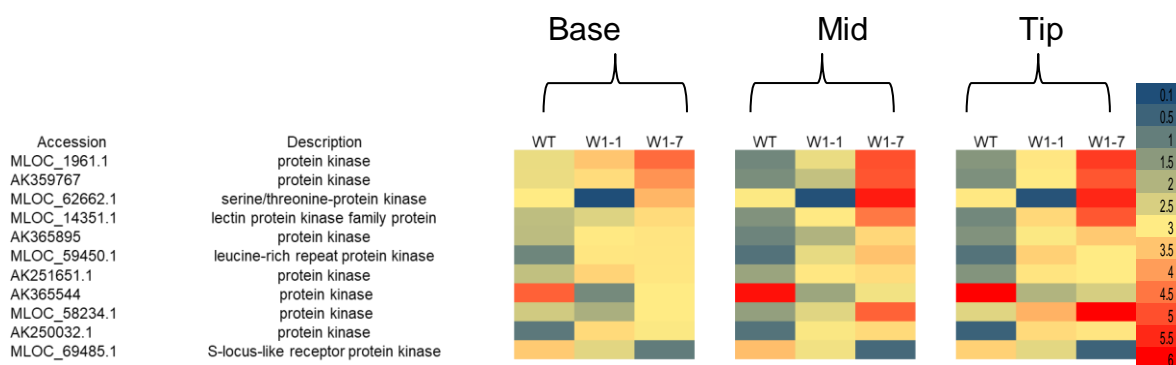 Base Mid Tip
Accession Description WT W1-1 W1-7 WT W1-1 W1-7 WT W1-1 W1-7
MLOC_1961.1 protein kinase
AK359767 protein kinase
MLOC_62662.1 serine/threonine-protein kinase
MLOC_14351.1 lectin protein kinase family protein
AK365895 protein kinase
MLOC_59450.1 leucine-rich repeat protein kinase
AK251651.1 protein kinase
AK365544 protein kinase
MLOC_58234.1 protein kinase
AK250032.1 protein kinase
MLOC_69485.1 S-locus-like receptor protein kinase
0.1
0.5
1
1.5
2
2.5
3
3.5
4
4.5
5
5.5
6